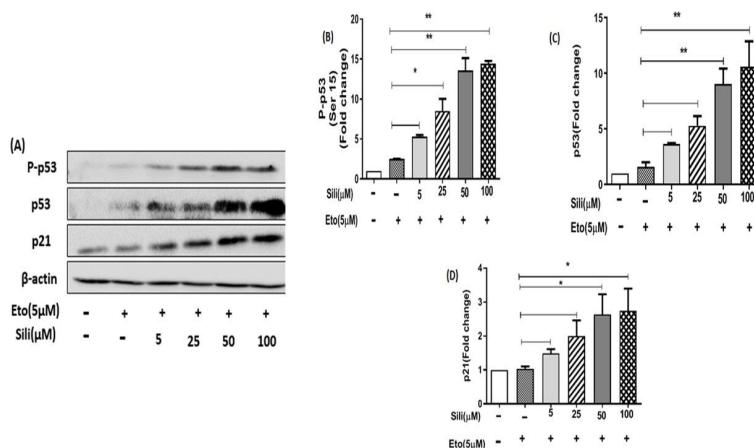 (A)
P-p53
p53
p21
β-actin
Eto(5μM) - + + + + +
Sili(μM) - - 5 25 50 100
(B)
P-p53
(Ser 15)
(Fold change)
20
15
10
5
0
**
**
*
Sili(μM) - - 5 25 50 100
Eto(5μM) - + + + + +
(C)
p53(Fold change)
15
10
5
0
**
**
Sili(μM) - - 5 25 50 100
Eto(5μM) - + + + + +
(D)
p21(Fold change)
4
3
2
1
0
*
*
Sili(μM) - - 5 25 50 100
Eto(5μM) - + + + + +